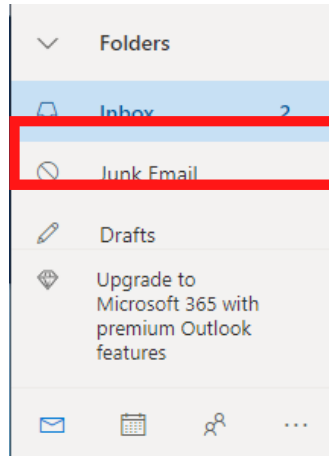 Folders
Inbox 2
Junk Email
Drafts
Upgrade to
Microsoft 365 with
premium Outlook
features